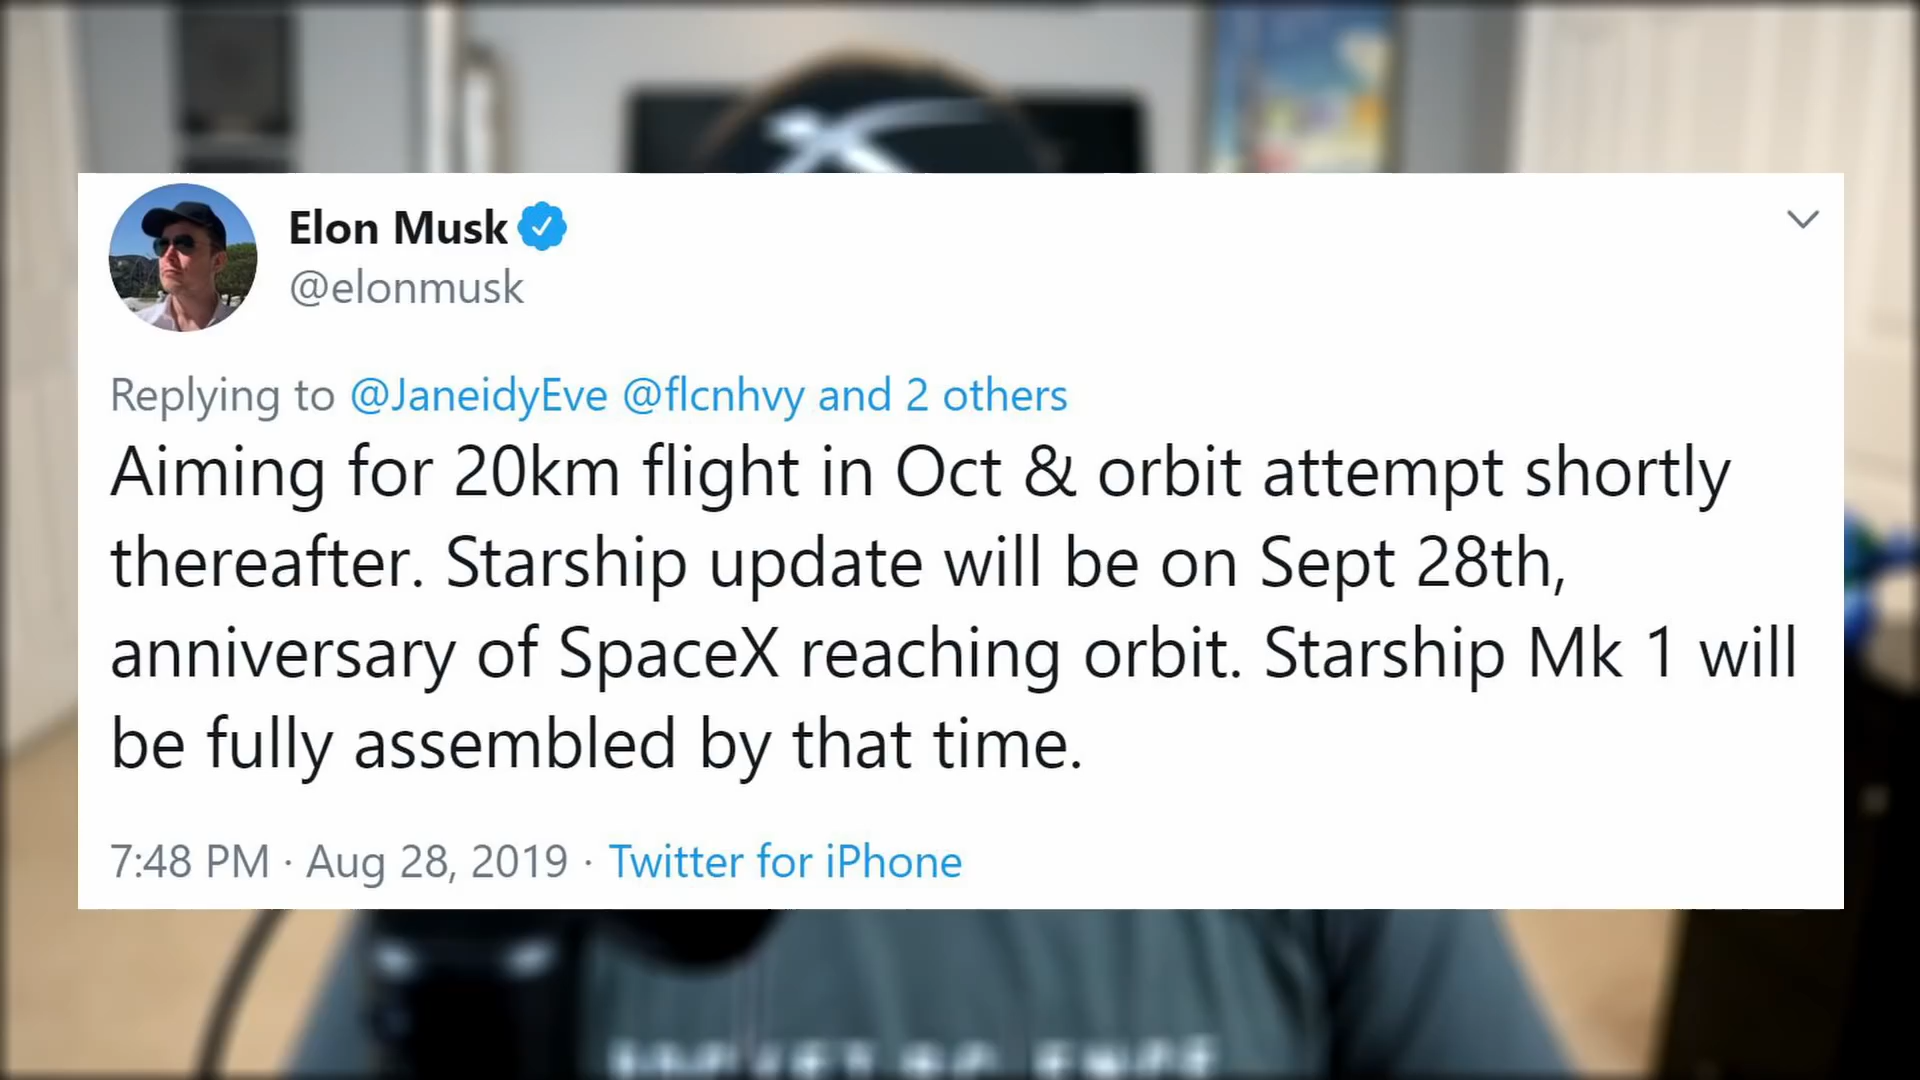 Elon Musk
@elonmusk
Replying to @JaneidyEve @flcnhvy and 2 others
Aiming for 20km flight in Oct & orbit attempt shortly
thereafter. Starship update will be on Sept 28th,
anniversary of SpaceX reaching orbit. Starship Mk 1 will
be fully assembled by that time.
7:48 PM · Aug 28, 2019 · Twitter for iPhone